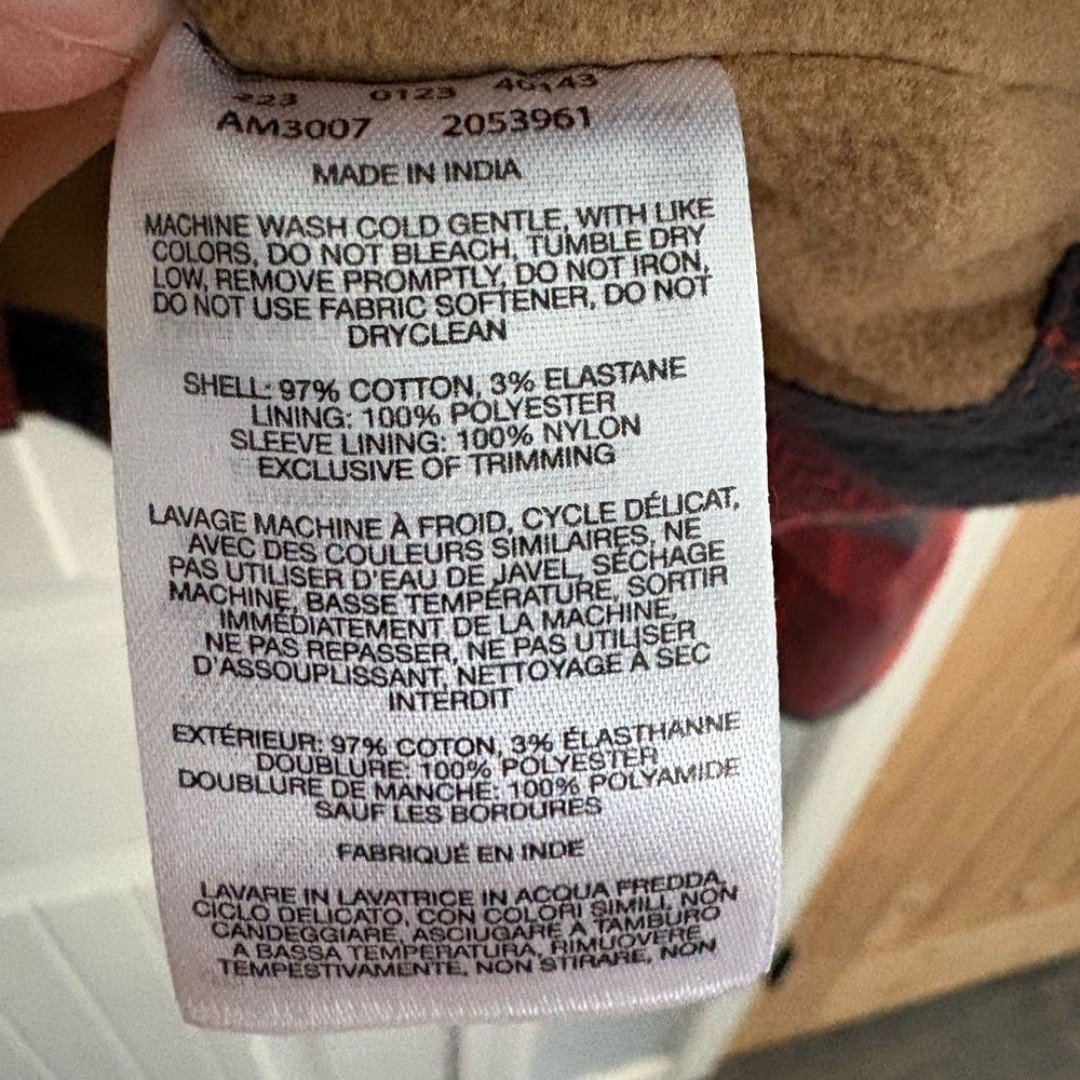 223 0123 40143
AM3007 2053961
MADE IN INDIA
MACHINE WASH COLD GENTLE, WITH LIKE
COLORS, DO NOT BLEACH, TUMBLE DRY
LOW, REMOVE PROMPTLY, DO NOT IRON,
DO NOT USE FABRIC SOFTENER, DO NOT
DRYCLEAN
SHELL: 97% COTTON, 3% ELASTANE
LINING: 100% POLYESTER
SLEEVE LINING: 100% NYLON
EXCLUSIVE OF TRIMMING
LAVAGE MACHINE À FROID, CYCLE DÉLICAT,
AVEC DES COULEURS SIMILAIRES, NE
PAS UTILISER D'EAU DE JAVEL, SÉCHAGE
MACHINE, BASSE TEMPÉRATURE, SORTIR
IMMÉDIATEMENT DE LA MACHINE,
NE PAS REPASSER, NE PAS UTILISER
D'ASSOUPLISSANT, NETTOYAGE À SEC
INTERDIT
EXTÉRIEUR: 97% COTON, 3% ÉLASTHANNE
DOUBLURE: 100% POLYESTER
DOUBLURE DE MANCHE: 100% POLYAMIDE
SAUF LES BORDURES
FABRIQUÉ EN INDE
LAVARE IN LAVATRICE IN ACQUA FREDDA,
CICLO DELICATO, CON COLORI SIMILI, NON
CANDEGGIARE, ASCIUGARE A TAMBURO
A BASSA TEMPERATURA, RIMUOVERE
TEMPESTIVAMENTE, NON STIRARE, NON